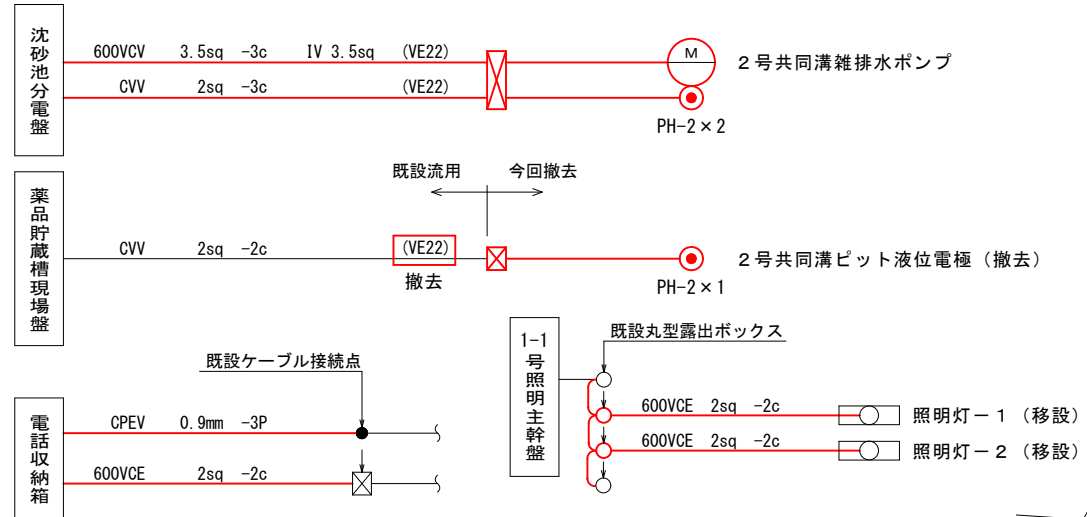 沈砂池分電盤
600VCV 3.5sq -3c IV 3.5sq (VE22)
CVV 2sq -3c (VE22)
M
2号共同溝雑排水ポンプ
PH-2×2
薬品貯蔵槽現場盤
既設流用 今回撤去
CVV 2sq -2c (VE22)
撤去
2号共同溝ピット液位電極(撤去)
PH-2×1
電話収納箱
既設ケーブル接続点
CPEV 0.9mm -3P
600VCE 2sq -2c
1-1号照明主幹盤
既設丸型露出ボックス
600VCE 2sq -2c
照明灯-1(移設)
600VCE 2sq -2c
照明灯-2(移設)